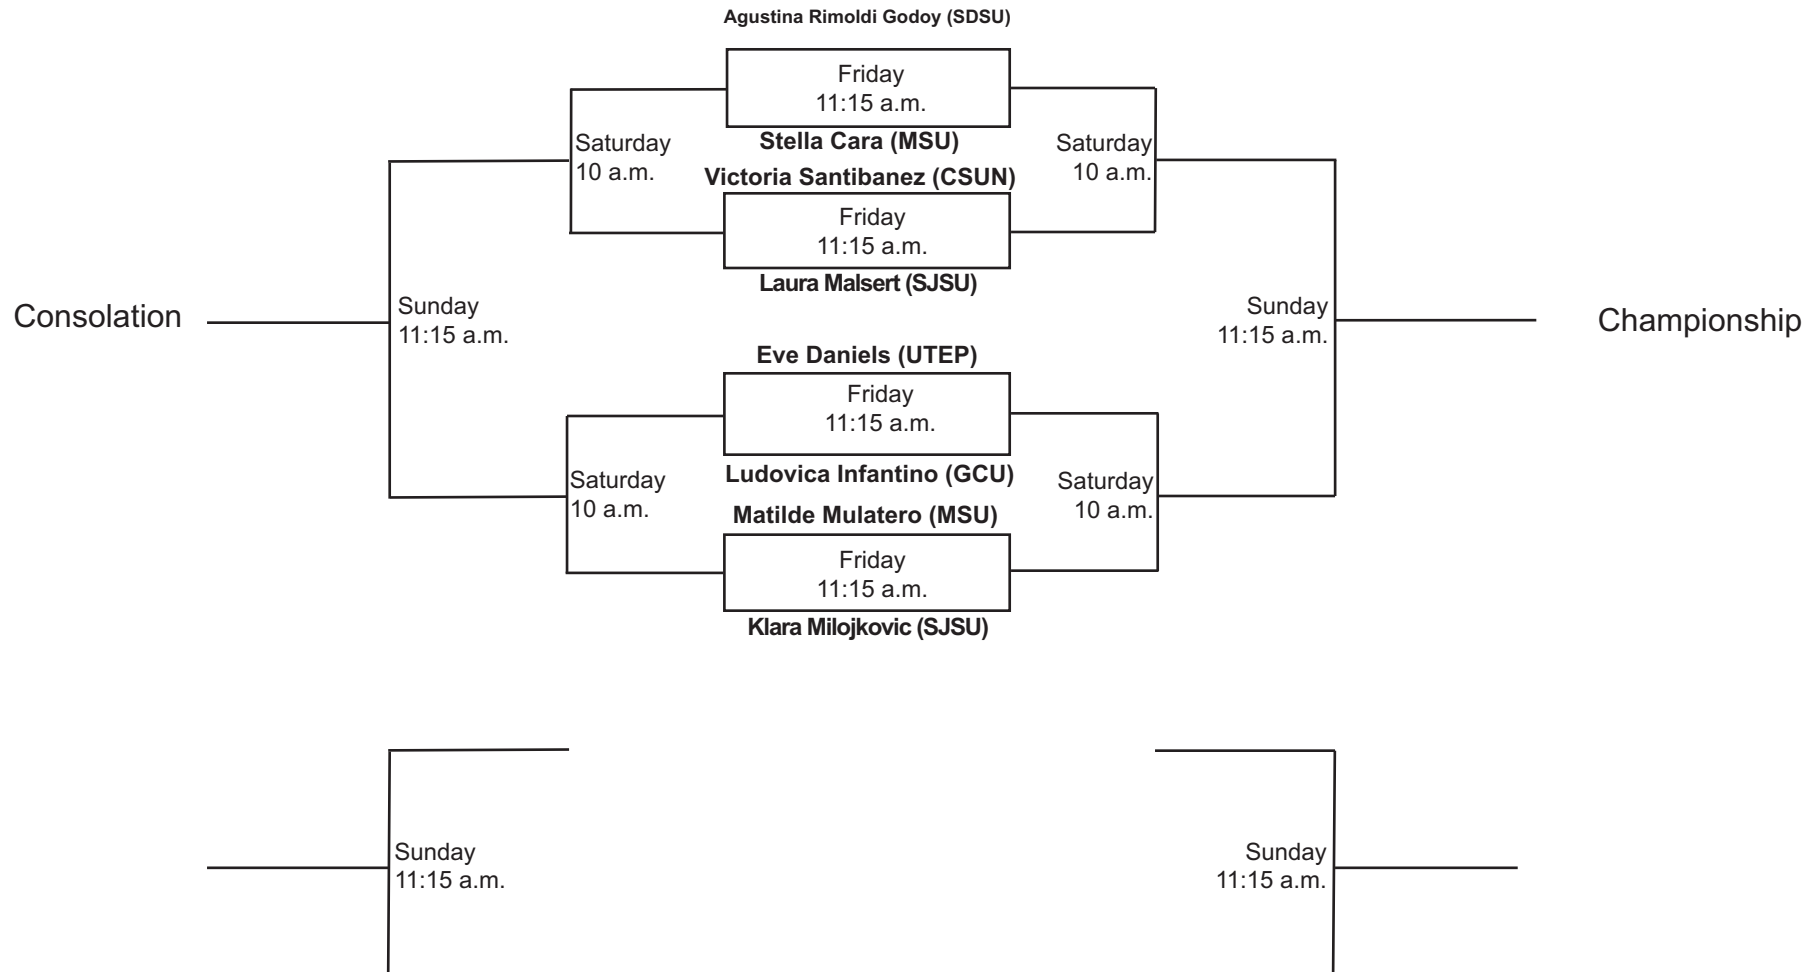 Agustina Rimoldi Godoy (SDSU)
Friday
11:15 a.m.
Stella Cara (MSU)
Saturday
10 a.m.
Saturday
10 a.m.
Victoria Santibanez (CSUN)
Friday
11:15 a.m.
Laura Malsert (SJSU)
Consolation
Sunday
11:15 a.m.
Sunday
11:15 a.m.
Championship
Eve Daniels (UTEP)
Friday
11:15 a.m.
Ludovica Infantino (GCU)
Saturday
10 a.m.
Saturday
10 a.m.
Matilde Mulatero (MSU)
Friday
11:15 a.m.
Klara Milojkovic (SJSU)
Sunday
11:15 a.m.
Sunday
11:15 a.m.